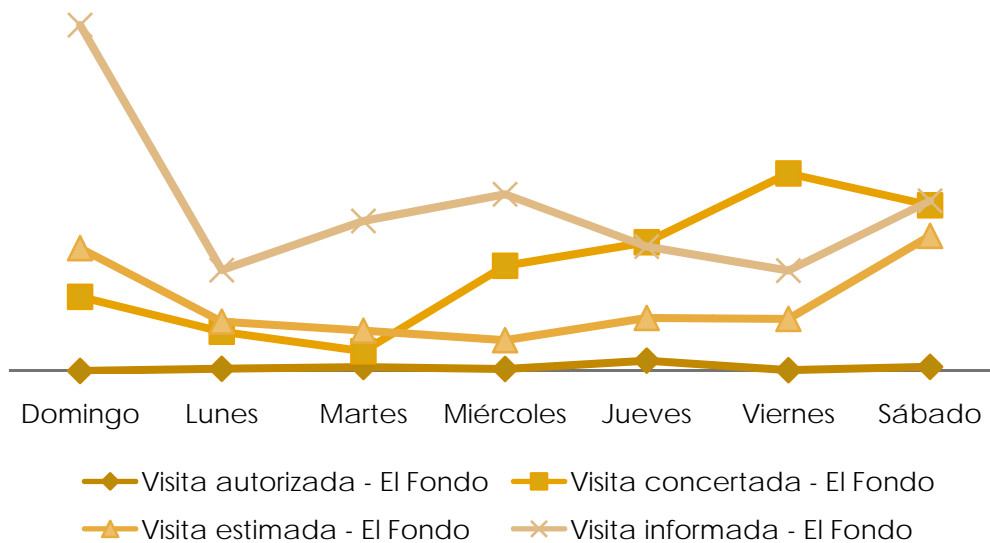 Domingo Lunes Martes Miércoles Jueves Viernes Sábado
Visita autorizada - El Fondo Visita concertada - El Fondo
Visita estimada - El Fondo Visita informada - El Fondo